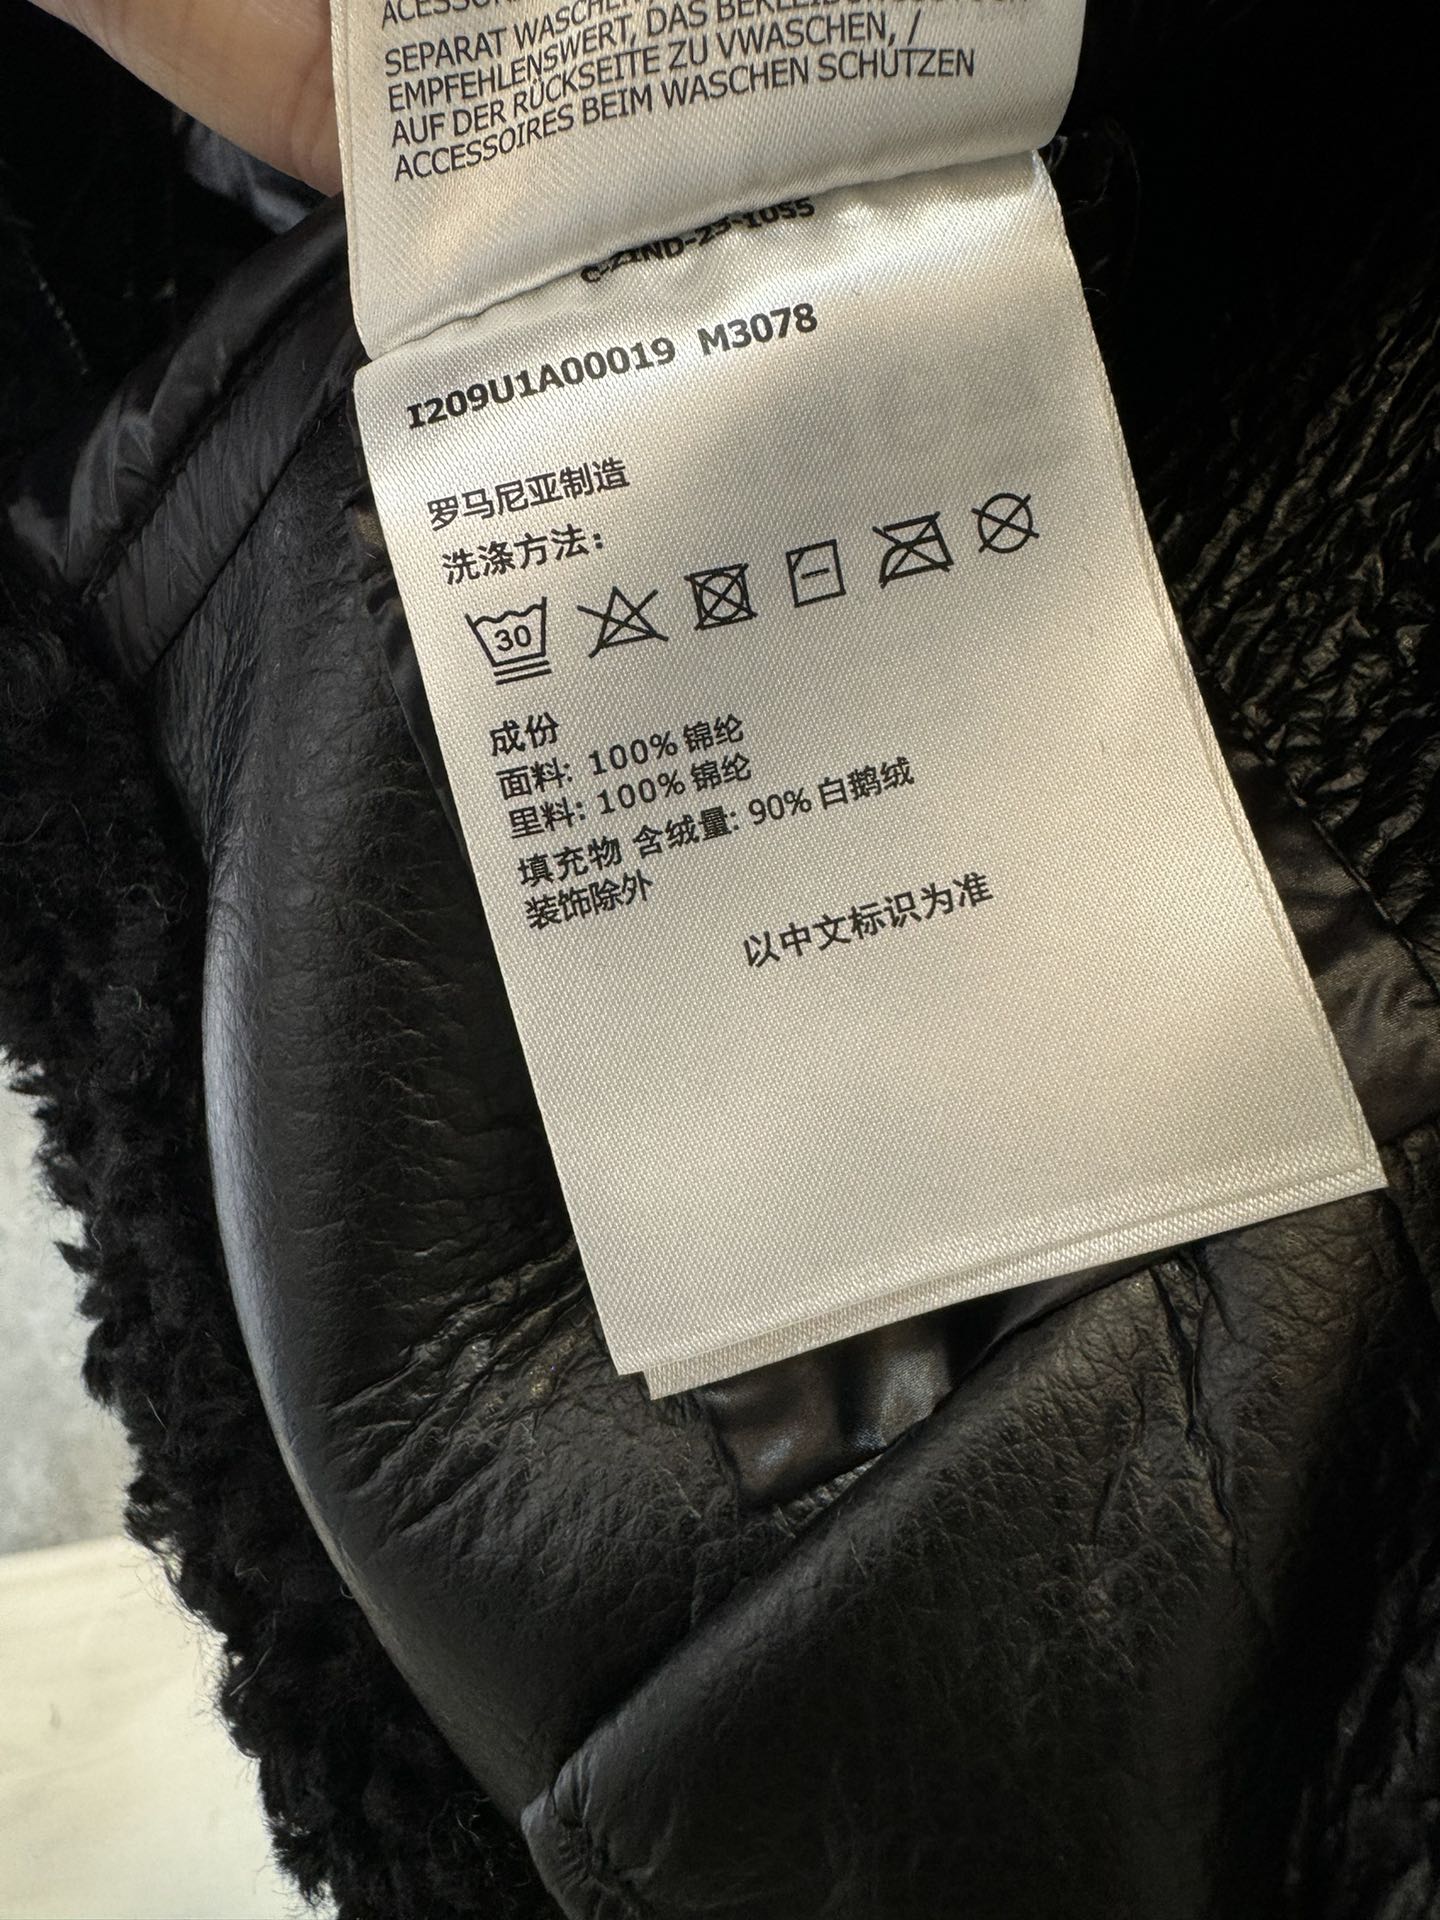 SEPARAT WASCHEN
EMPFEHLENSWERT, DAS
AUF DER RÜCKSEITE ZU VWASCHEN, /
ACCESSOIRES BEIM WASCHEN SCHÜTZEN
C-21ND-23-1055
I209U1A00019 M3078
罗马尼亚制造
洗涤方法:
30
成份
面料: 100% 锦纶
里料: 100% 锦纶
填充物 含绒量: 90% 白鹅绒
装饰除外
以中文标识为准